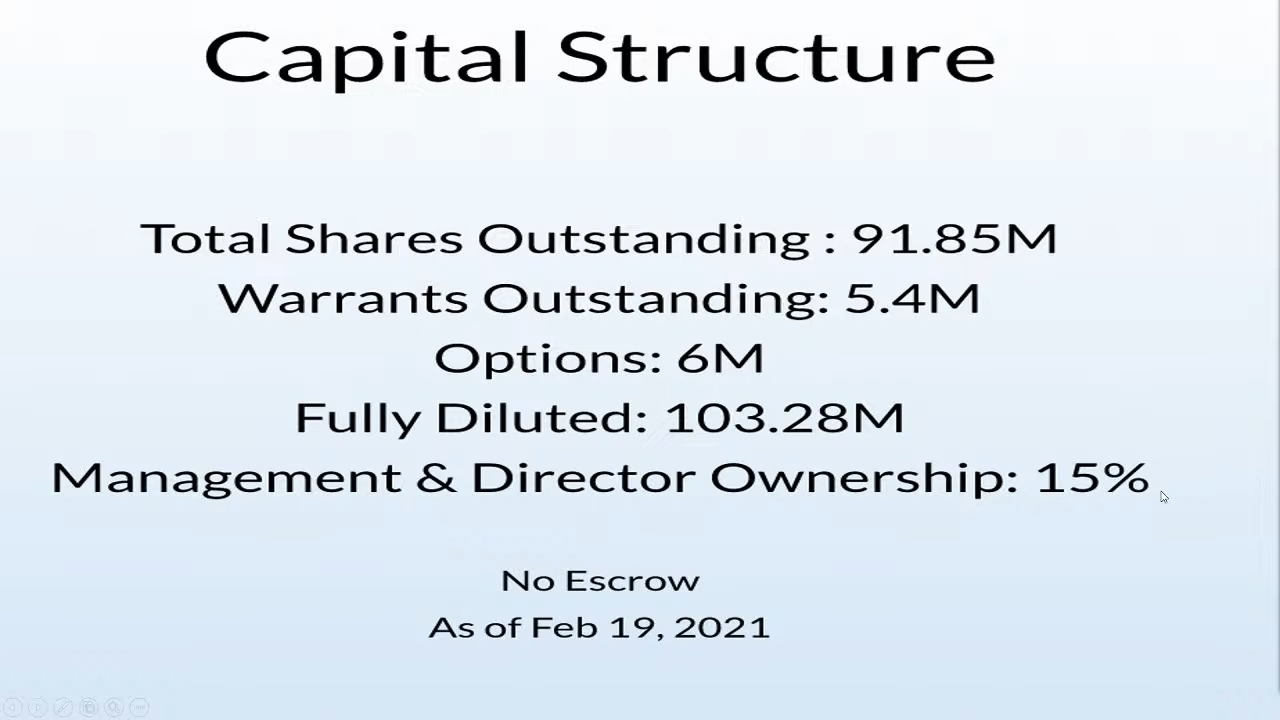 Capital Structure
Total Shares Outstanding : 91.85M
Warrants Outstanding: 5.4M
Options: 6M
Fully Diluted: 103.28M
Management & Director Ownership: 15%
No Escrow
As of Feb 19, 2021